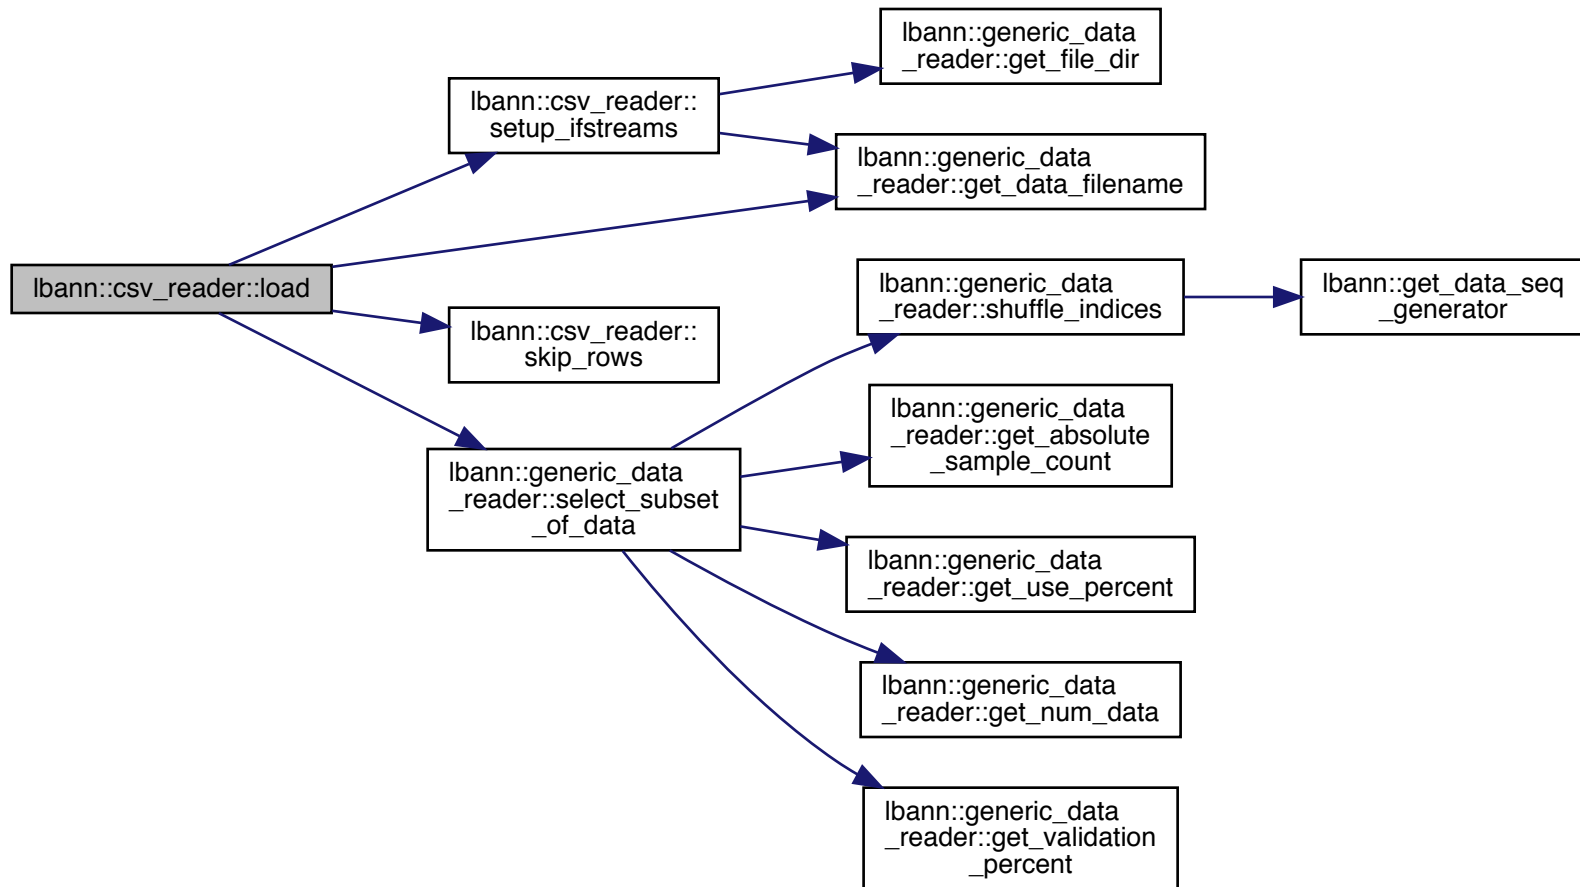 lbann::generic_data
_reader::get_file_dir
lbann::csv_reader::
setup_ifstreams
lbann::generic_data
_reader::get_data_filename
lbann::csv_reader::load
lbann::generic_data
_reader::shuffle_indices
lbann::get_data_seq
_generator
lbann::csv_reader::
skip_rows
lbann::generic_data
_reader::get_absolute
_sample_count
lbann::generic_data
_reader::select_subset
_of_data
lbann::generic_data
_reader::get_use_percent
lbann::generic_data
_reader::get_num_data
lbann::generic_data
_reader::get_validation
_percent